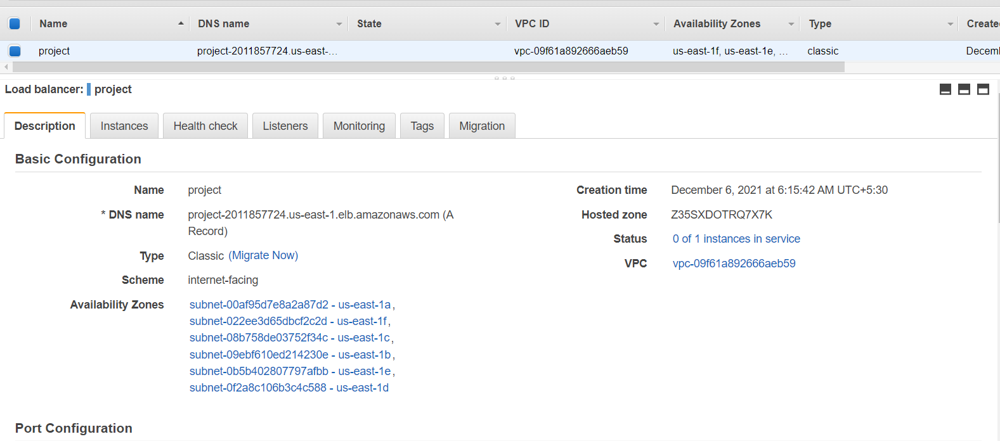 Name DNS name State VPC ID Availability Zones Type Create
project project-2011857724.us-east-... vpc-09f61a892666aeb59 us-east-1f, us-east-1e, ... classic Decem
Load balancer: project
Description Instances Health check Listeners Monitoring Tags Migration
Basic Configuration
Name project Creation time December 6, 2021 at 6:15:42 AM UTC+5:30
* DNS name project-2011857724.us-east-1.elb.amazonaws.com (A Hosted zone Z35SXDOTRQ7X7K
Record)
Status 0 of 1 instances in service
Type Classic (Migrate Now) VPC vpc-09f61a892666aeb59
Scheme internet-facing
Availability Zones subnet-00af95d7e8a2a87d2 - us-east-1a,
subnet-022ee3d65dbcf2c2d - us-east-1f,
subnet-08b758de03752f34c - us-east-1c,
subnet-09ebf610ed214230e - us-east-1b,
subnet-0b5b402807797afbb - us-east-1e,
subnet-0f2a8c106b3c4c588 - us-east-1d
Port Configuration